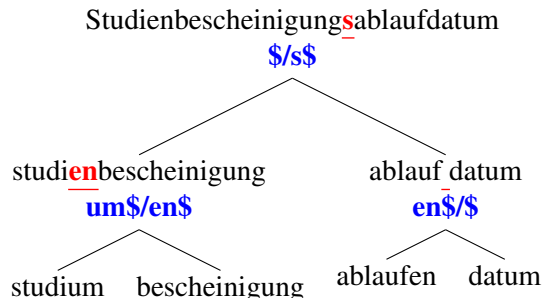 Studienbescheinigungsablaufdatum
$/s$
studienbescheinigung ablauf datum
um$/en$ en$/$
studium bescheinigung ablaufen datum